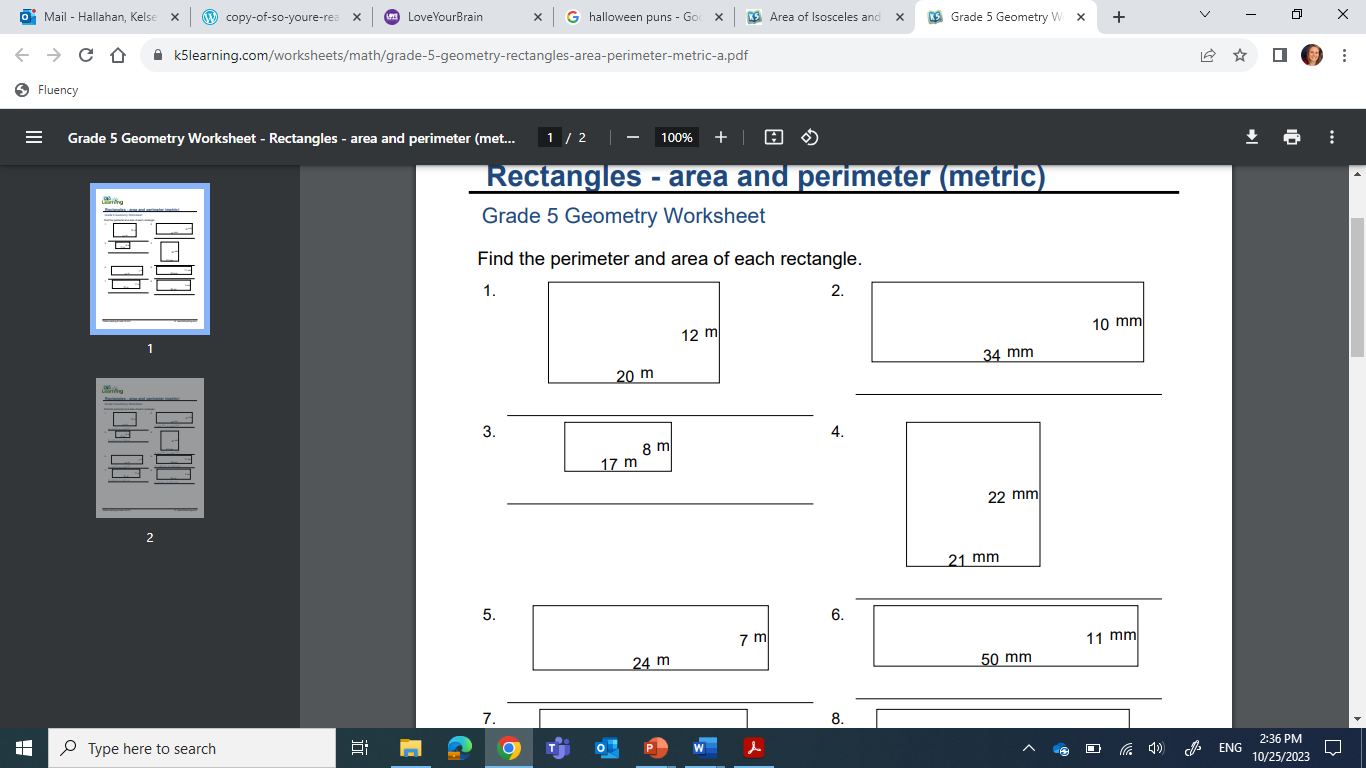 Mail - Hallahan, Kelse
copy-of-so-youre-rea
LoveYourBrain
halloween puns - Goo
Area of Isosceles and
Grade 5 Geometry W
k5learning.com/worksheets/math/grade-5-geometry-rectangles-area-perimeter-metric-a.pdf
Fluency
Grade 5 Geometry Worksheet - Rectangles - area and perimeter (met...
1 / 2
100%
1
2
Rectangles - area and perimeter (metric)
Grade 5 Geometry Worksheet
Find the perimeter and area of each rectangle.
1.
12 m
20 m
2.
10 mm
34 mm
3.
8 m
17 m
4.
22 mm
21 mm
5.
7 m
24 m
6.
11 mm
50 mm
7.
8.
Type here to search
ENG
2:36 PM
10/25/2023